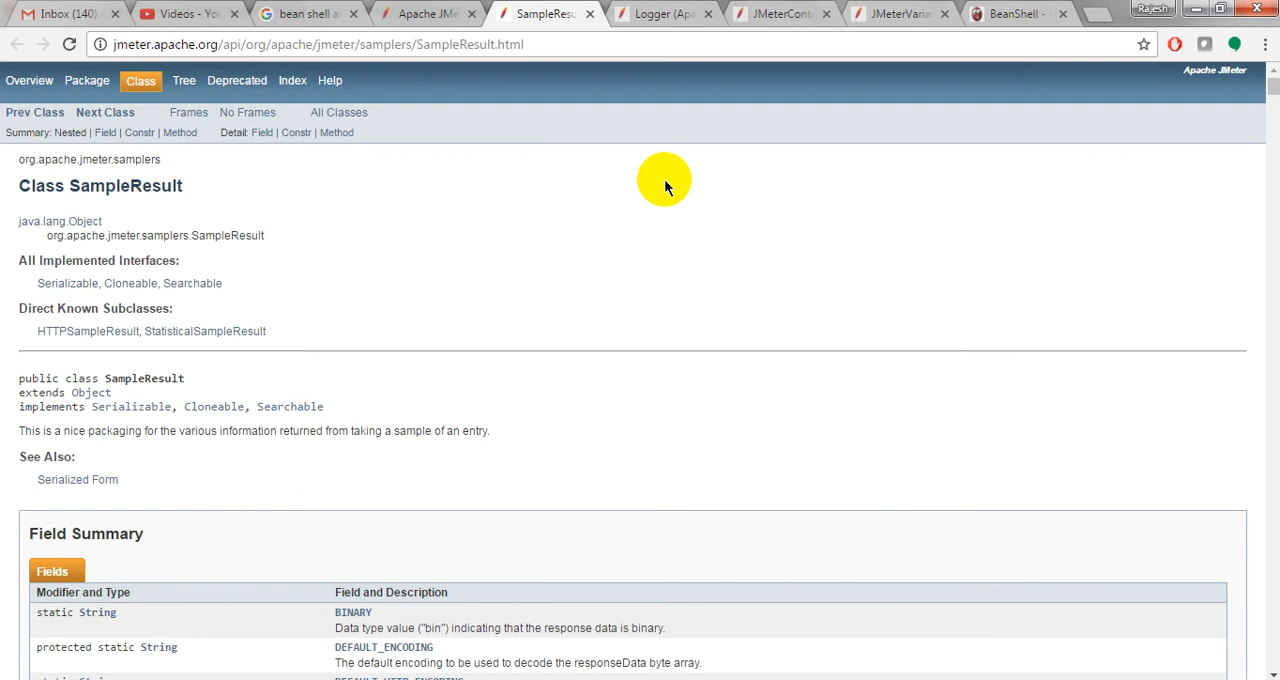 Inbox (140)
Videos - You
bean shell as
Apache JMe
SampleResu
Logger (Apa
JMeterConte
JMeterVaria
BeanShell -
Rajesh
jmeter.apache.org/api/org/apache/jmeter/samplers/SampleResult.html
Overview Package Class Tree Deprecated Index Help
Apache JMeter
Prev Class Next Class Frames No Frames All Classes
Summary: Nested | Field | Constr | Method Detail: Field | Constr | Method
org.apache.jmeter.samplers
Class SampleResult
java.lang.Object
org.apache.jmeter.samplers.SampleResult
All Implemented Interfaces:
Serializable, Cloneable, Searchable
Direct Known Subclasses:
HTTPSampleResult, StatisticalSampleResult
public class SampleResult
extends Object
implements Serializable, Cloneable, Searchable
This is a nice packaging for the various information returned from taking a sample of an entry.
See Also:
Serialized Form
Field Summary
Fields
Modifier and Type Field and Description
static String BINARY
Data type value ("bin") indicating that the response data is binary.
protected static String DEFAULT_ENCODING
The default encoding to be used to decode the responseData byte array.